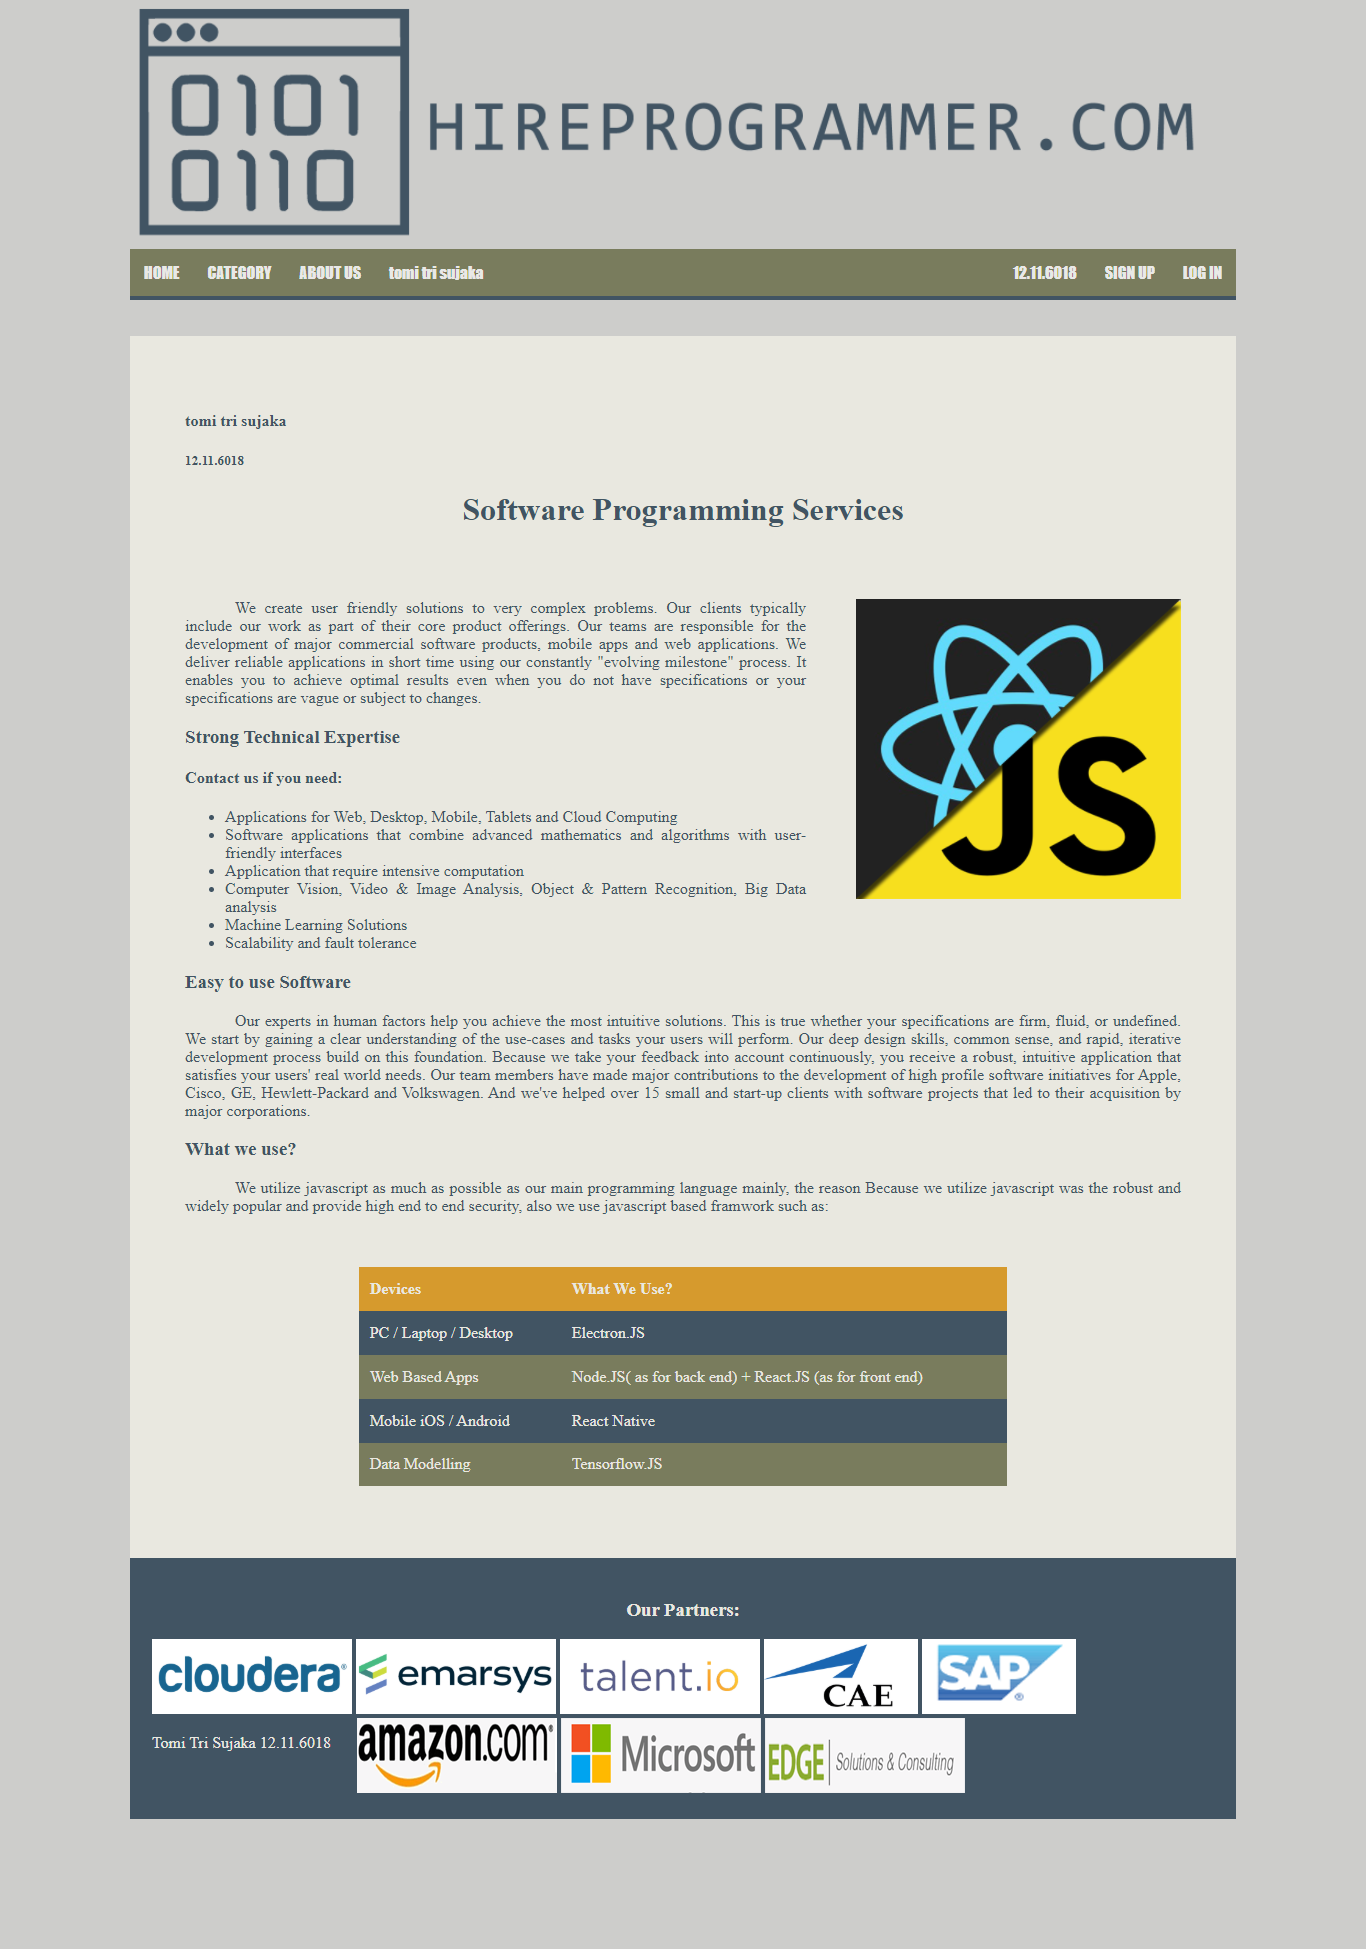 0101
0110
HIREPROGRAMMER.COM
HOME CATEGORY ABOUT US tomi tri sujaka 12.11.6018 SIGN UP LOG IN
tomi tri sujaka
12.11.6018
Software Programming Services
We create user friendly solutions to very complex problems. Our clients typically
include our work as part of their core product offerings. Our teams are responsible for the
development of major commercial software products, mobile apps and web applications. We
deliver reliable applications in short time using our constantly "evolving milestone" process. It
enables you to achieve optimal results even when you do not have specifications or your
specifications are vague or subject to changes.
JS
Strong Technical Expertise
Contact us if you need:
• Applications for Web, Desktop, Mobile, Tablets and Cloud Computing
• Software applications that combine advanced mathematics and algorithms with user-
friendly interfaces
• Application that require intensive computation
• Computer Vision, Video & Image Analysis, Object & Pattern Recognition, Big Data
analysis
• Machine Learning Solutions
• Scalability and fault tolerance
Easy to use Software
Our experts in human factors help you achieve the most intuitive solutions. This is true whether your specifications are firm, fluid, or undefined.
We start by gaining a clear understanding of the use-cases and tasks your users will perform. Our deep design skills, common sense, and rapid, iterative
development process build on this foundation. Because we take your feedback into account continuously, you receive a robust, intuitive application that
satisfies your users' real world needs. Our team members have made major contributions to the development of high profile software initiatives for Apple,
Cisco, GE, Hewlett-Packard and Volkswagen. And we've helped over 15 small and start-up clients with software projects that led to their acquisition by
major corporations.
What we use?
We utilize javascript as much as possible as our main programming language mainly, the reason Because we utilize javascript was the robust and
widely popular and provide high end to end security, also we use javascript based framwork such as:
Devices What We Use?
PC / Laptop / Desktop Electron.JS
Web Based Apps Node.JS( as for back end) + React.JS (as for front end)
Mobile iOS / Android React Native
Data Modelling Tensorflow.JS
Our Partners:
cloudera® emarsys talent.io CAE SAP®
Tomi Tri Sujaka 12.11.6018 amazon.com® Microsoft EDGE Solutions & Consulting